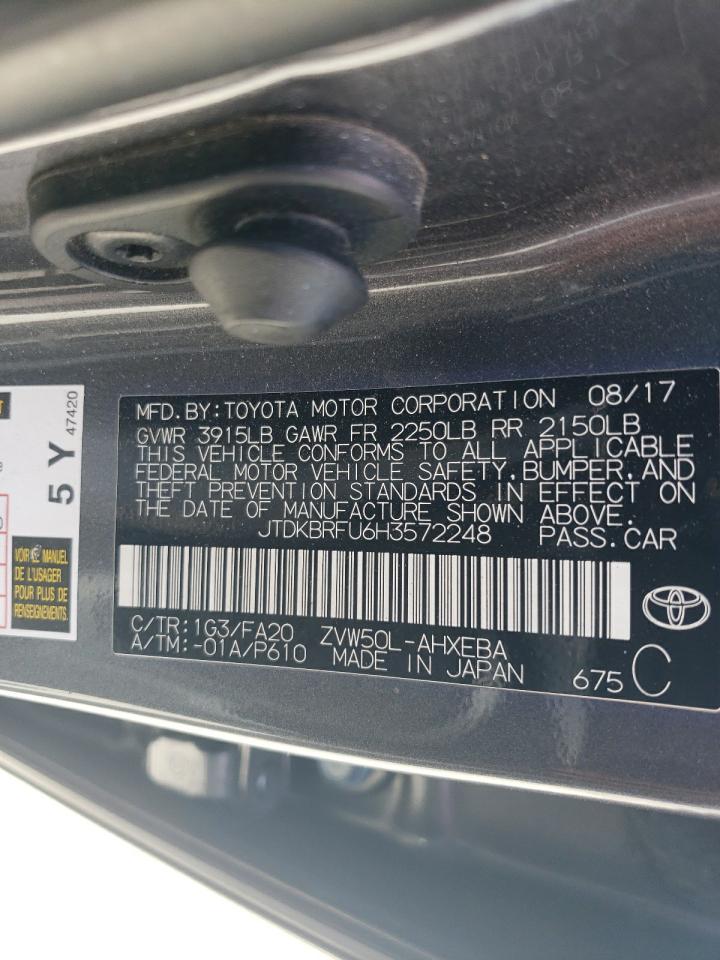 MFD. BY: TOYOTA MOTOR CORPORATION 08/17
GVWR 3915LB GAWR FR 2250LB RR 2150LB
THIS VEHICLE CONFORMS TO ALL APPLICABLE
FEDERAL MOTOR VEHICLE SAFETY, BUMPER, AND
THEFT PREVENTION STANDARDS IN EFFECT ON
THE DATE OF MANUFACTURE SHOWN ABOVE.
JTDKBRFU6H3572248 PASS. CAR
C/TR: 1G3/FA20 ZVW50L-AHXEBA
A/TM: -01A/P610 MADE IN JAPAN
675 C
5 Y
47420
VOIR LE MANUEL
DE L'USAGER
POUR PLUS DE
RENSEIGNEMENTS.